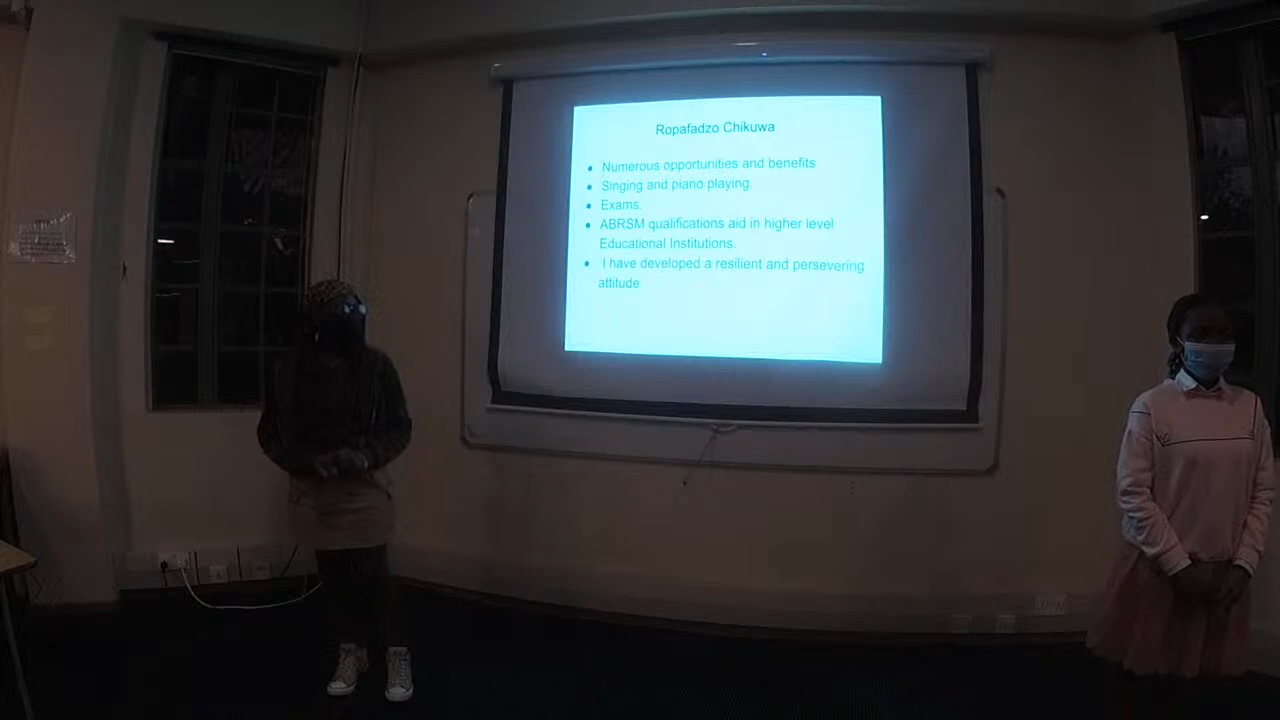 Ropafadzo Chikuwa
• Numerous opportunities and benefits
• Singing and piano playing.
• Exams.
• ABRSM qualifications aid in higher level
Educational Institutions.
• I have developed a resilient and persevering
attitude